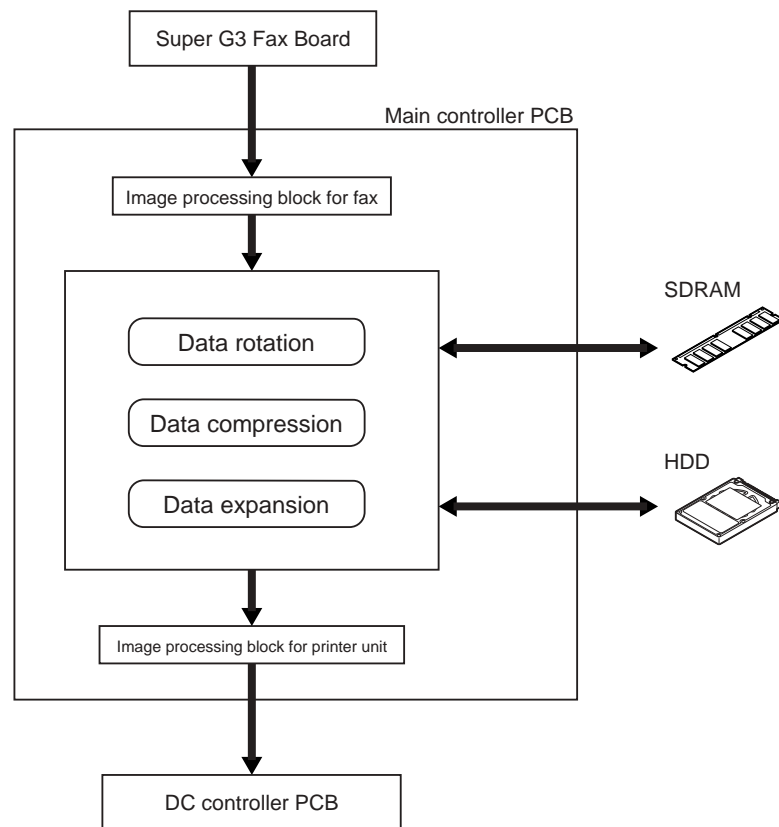 Super G3 Fax Board
Main controller PCB
Image processing block for fax
SDRAM
Data rotation
Data compression
HDD
Data expansion
Image processing block for printer unit
DC controller PCB